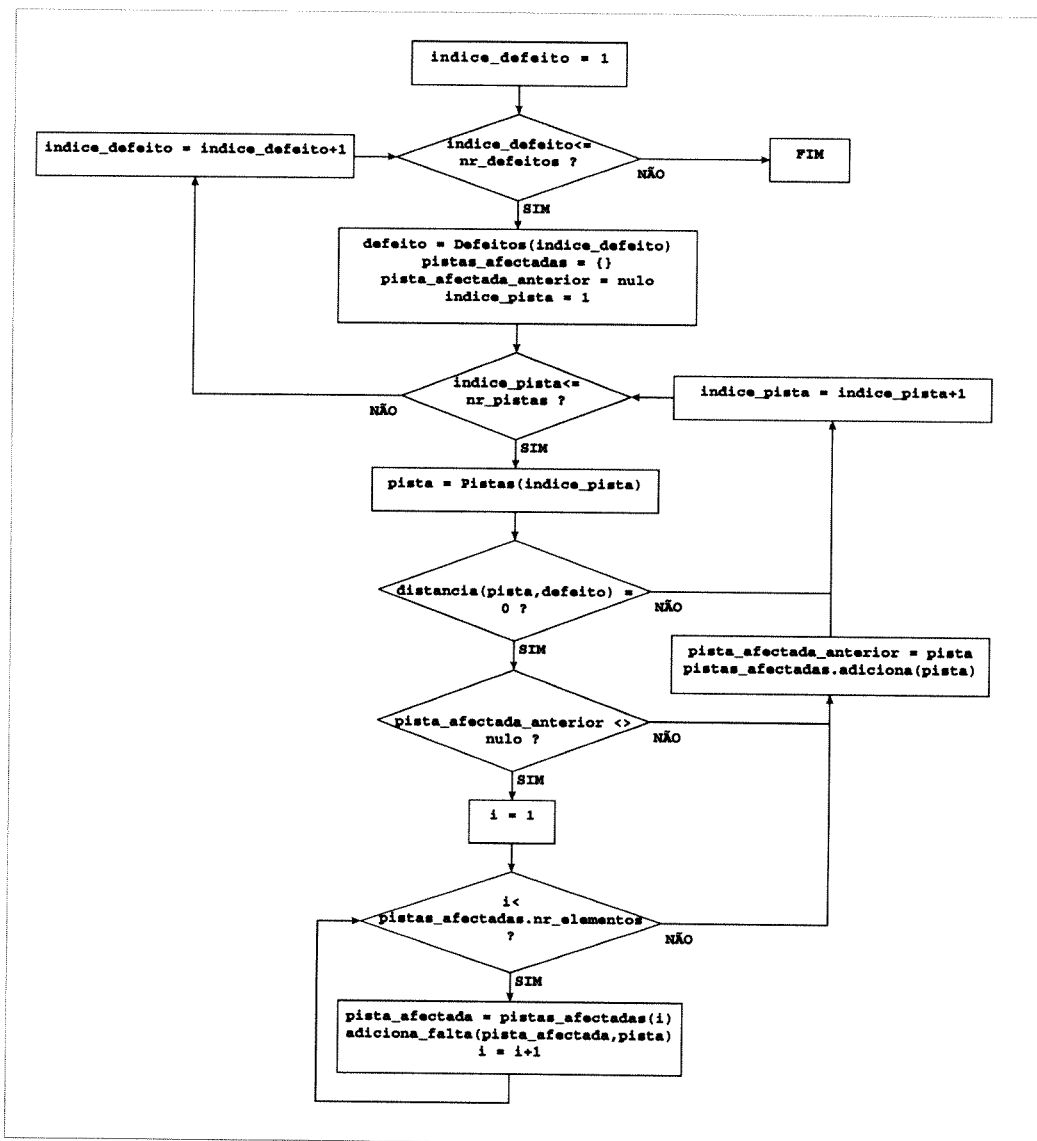 indice_defeito = 1
indice_defeito = indice_defeito+1
indice_defeito<=
nr_defeitos ?
NÃO
FIM
SIM
defeito = Defeitos(indice_defeito)
pistas_afectadas = {}
pista_afectada_anterior = nulo
indice_pista = 1
indice_pista<=
nr_pistas ?
NÃO
indice_pista = indice_pista+1
SIM
pista = Pistas(indice_pista)
distancia(pista,defeito) =
0 ?
NÃO
SIM
pista_afectada_anterior = pista
pistas_afectadas.adiciona(pista)
pista_afectada_anterior <>
nulo ?
NÃO
SIM
i = 1
i<
pistas_afectadas.nr_elementos
?
NÃO
SIM
pista_afectada = pistas_afectadas(i)
adiciona_falta(pista_afectada,pista)
i = i+1